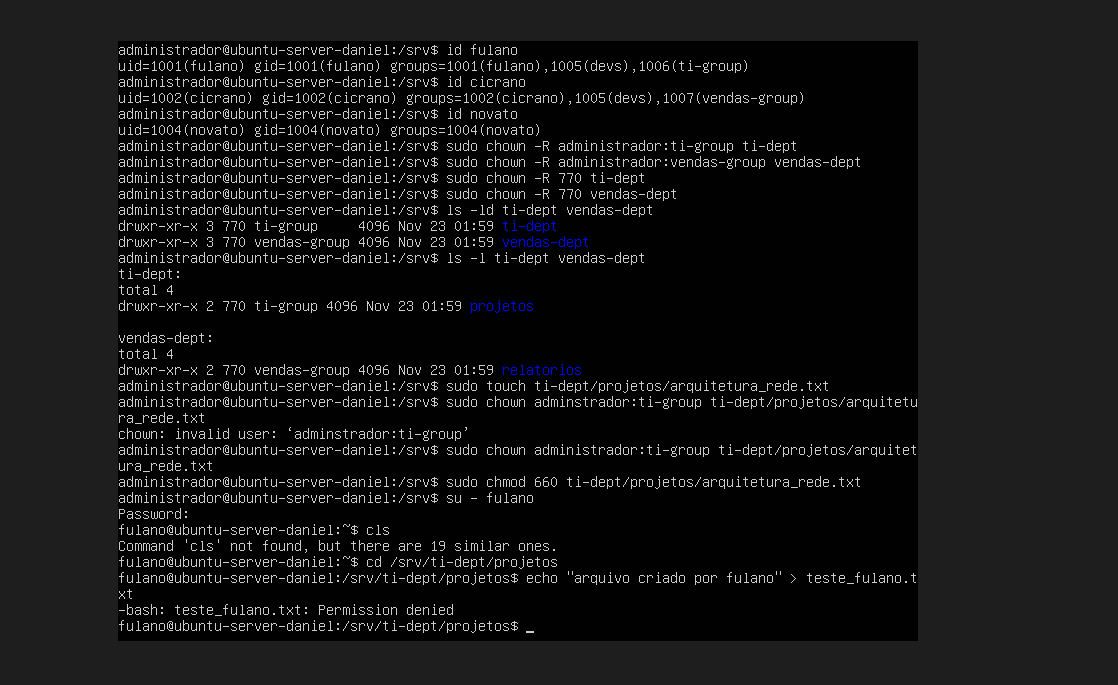 administrador@ubuntu-server-daniel:/srv$ id fulano
uid=1001(fulano) gid=1001(fulano) groups=1001(fulano),1005(devs),1006(ti-group)
administrador@ubuntu-server-daniel:/srv$ id cicrano
uid=1002(cicrano) gid=1002(cicrano) groups=1002(cicrano),1005(devs),1007(vendas-group)
administrador@ubuntu-server-daniel:/srv$ id novato
uid=1004(novato) gid=1004(novato) groups=1004(novato)
administrador@ubuntu-server-daniel:/srv$ sudo chown -R administrador:ti-group ti-dept
administrador@ubuntu-server-daniel:/srv$ sudo chown -R administrador:vendas-group vendas-dept
administrador@ubuntu-server-daniel:/srv$ sudo chown -R 770 ti-dept
administrador@ubuntu-server-daniel:/srv$ sudo chown -R 770 vendas-dept
administrador@ubuntu-server-daniel:/srv$ ls -ld ti-dept vendas-dept
drwxr-xr-x 3 770 ti-group     4096 Nov 23 01:59 ti-dept
drwxr-xr-x 3 770 vendas-group 4096 Nov 23 01:59 vendas-dept
administrador@ubuntu-server-daniel:/srv$ ls -l ti-dept vendas-dept
ti-dept:
total 4
drwxr-xr-x 2 770 ti-group 4096 Nov 23 01:59 projetos

vendas-dept:
total 4
drwxr-xr-x 2 770 vendas-group 4096 Nov 23 01:59 relatorios
administrador@ubuntu-server-daniel:/srv$ sudo touch ti-dept/projetos/arquitetura_rede.txt
administrador@ubuntu-server-daniel:/srv$ sudo chown adminstrador:ti-group ti-dept/projetos/arquitetu
ra_rede.txt
chown: invalid user: ‘adminstrador:ti-group’
administrador@ubuntu-server-daniel:/srv$ sudo chown administrador:ti-group ti-dept/projetos/arquitet
ura_rede.txt
administrador@ubuntu-server-daniel:/srv$ sudo chmod 660 ti-dept/projetos/arquitetura_rede.txt
administrador@ubuntu-server-daniel:/srv$ su - fulano
Password:
fulano@ubuntu-server-daniel:~$ cls
Command 'cls' not found, but there are 19 similar ones.
fulano@ubuntu-server-daniel:~$ cd /srv/ti-dept/projetos
fulano@ubuntu-server-daniel:/srv/ti-dept/projetos$ echo "arquivo criado por fulano" > teste_fulano.t
xt
-bash: teste_fulano.txt: Permission denied
fulano@ubuntu-server-daniel:/srv/ti-dept/projetos$ _